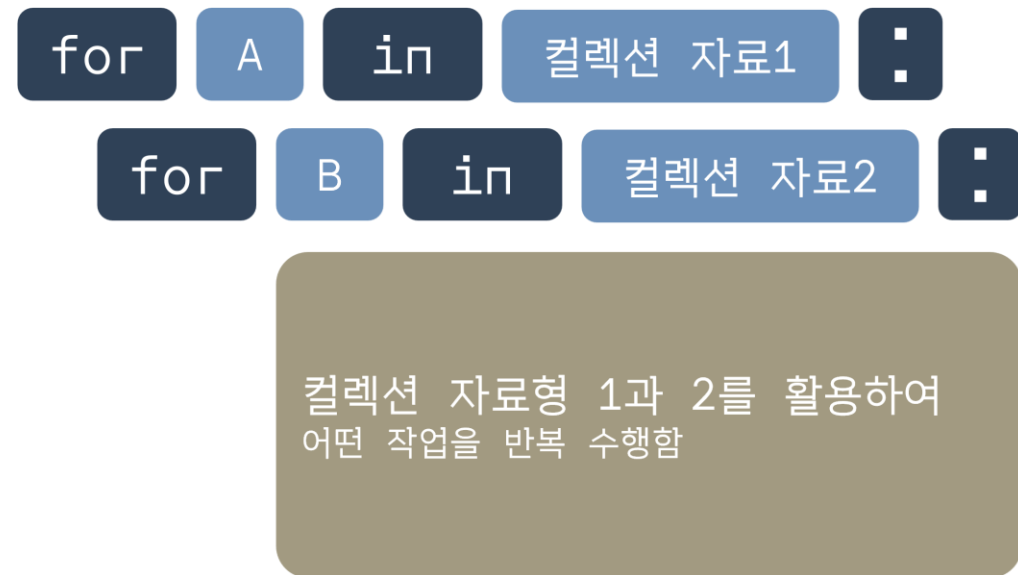 for A in 컬렉션 자료1 :
for B in 컬렉션 자료2 :
컬렉션 자료형 1과 2를 활용하여
어떤 작업을 반복 수행함